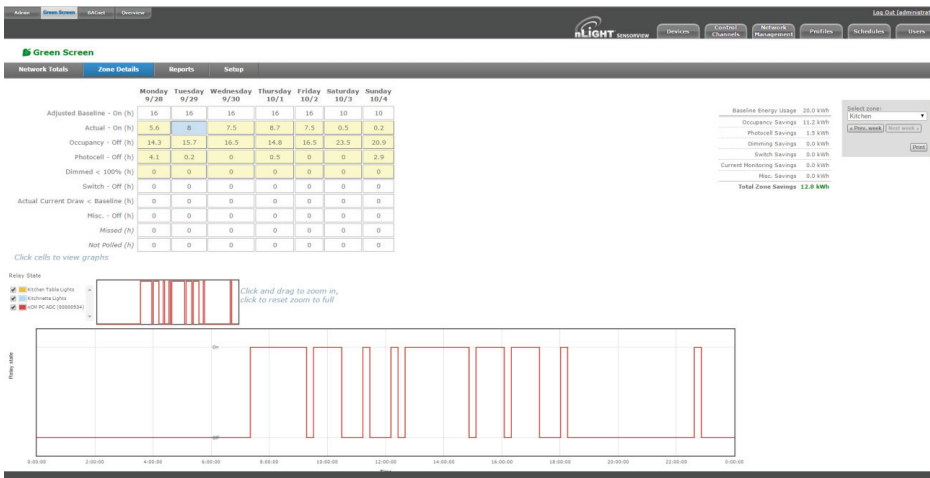 Admin Green Screen BACnet Overview
Log Out (administrat
nLIGHT SENSORVIEW
Devices
Control Channels
Network Management
Profiles
Schedules
Users
Green Screen
Network Totals Zone Details Reports Setup
Monday 9/28 Tuesday 9/29 Wednesday 9/30 Thursday 10/1 Friday 10/2 Saturday 10/3 Sunday 10/4
Adjusted Baseline - On (h) 16 16 16 16 16 10 10
Actual - On (h) 5.6 8 7.5 8.7 7.5 0.5 0.2
Occupancy - Off (h) 14.3 15.7 16.5 14.8 16.5 23.5 20.9
Photocell - Off (h) 4.1 0.2 0 0.5 0 0 2.9
Dimmed < 100% (h) 0 0 0 0 0 0 0
Switch - Off (h) 0 0 0 0 0 0 0
Actual Current Draw < Baseline (h) 0 0 0 0 0 0 0
Misc. - Off (h) 0 0 0 0 0 0 0
Missed (h) 0 0 0 0 0 0 0
Not Polled (h) 0 0 0 0 0 0 0
Click cells to view graphs
Baseline Energy Usage 20.0 kWh
Occupancy Savings 11.2 kWh
Photocell Savings 1.5 kWh
Dimming Savings 0.0 kWh
Switch Savings 0.0 kWh
Current Monitoring Savings 0.0 kWh
Misc. Savings 0.0 kWh
Total Zone Savings 12.8 kWh
Select zone:
Kitchen
« Prev. week Next week »
Print
Relay State
Kitchen Table Lights
Kitchnette Lights
nCM PC ADC (00000934)
Click and drag to zoom in,
click to reset zoom to full
Relay state
On
Off
0:00:00 2:00:00 4:00:00 6:00:00 8:00:00 10:00:00 12:00:00 14:00:00 16:00:00 18:00:00 20:00:00 22:00:00 0:00:00
Time